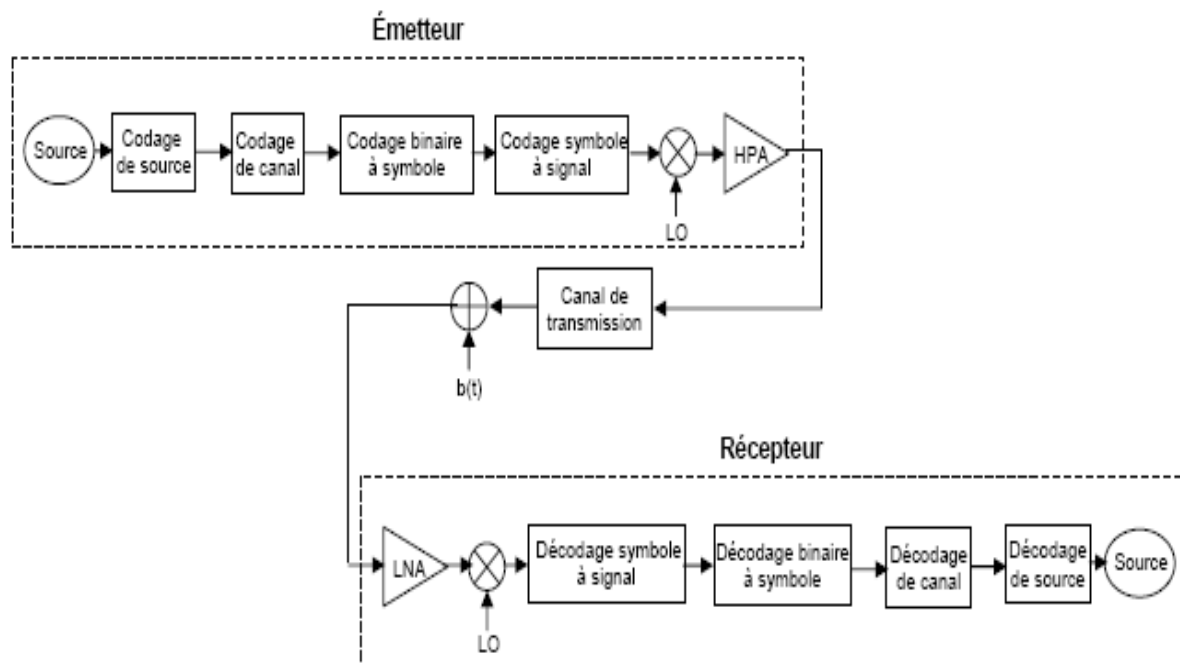 Émetteur
Source
Codage
de source
Codage
de canal
Codage binaire
à symbole
Codage symbole
à signal
HPA
LO
Canal de
transmission
b(t)
Récepteur
LNA
LO
Décodage symbole
à signal
Décodage binaire
à symbole
Décodage
de canal
Décodage
de source
Source